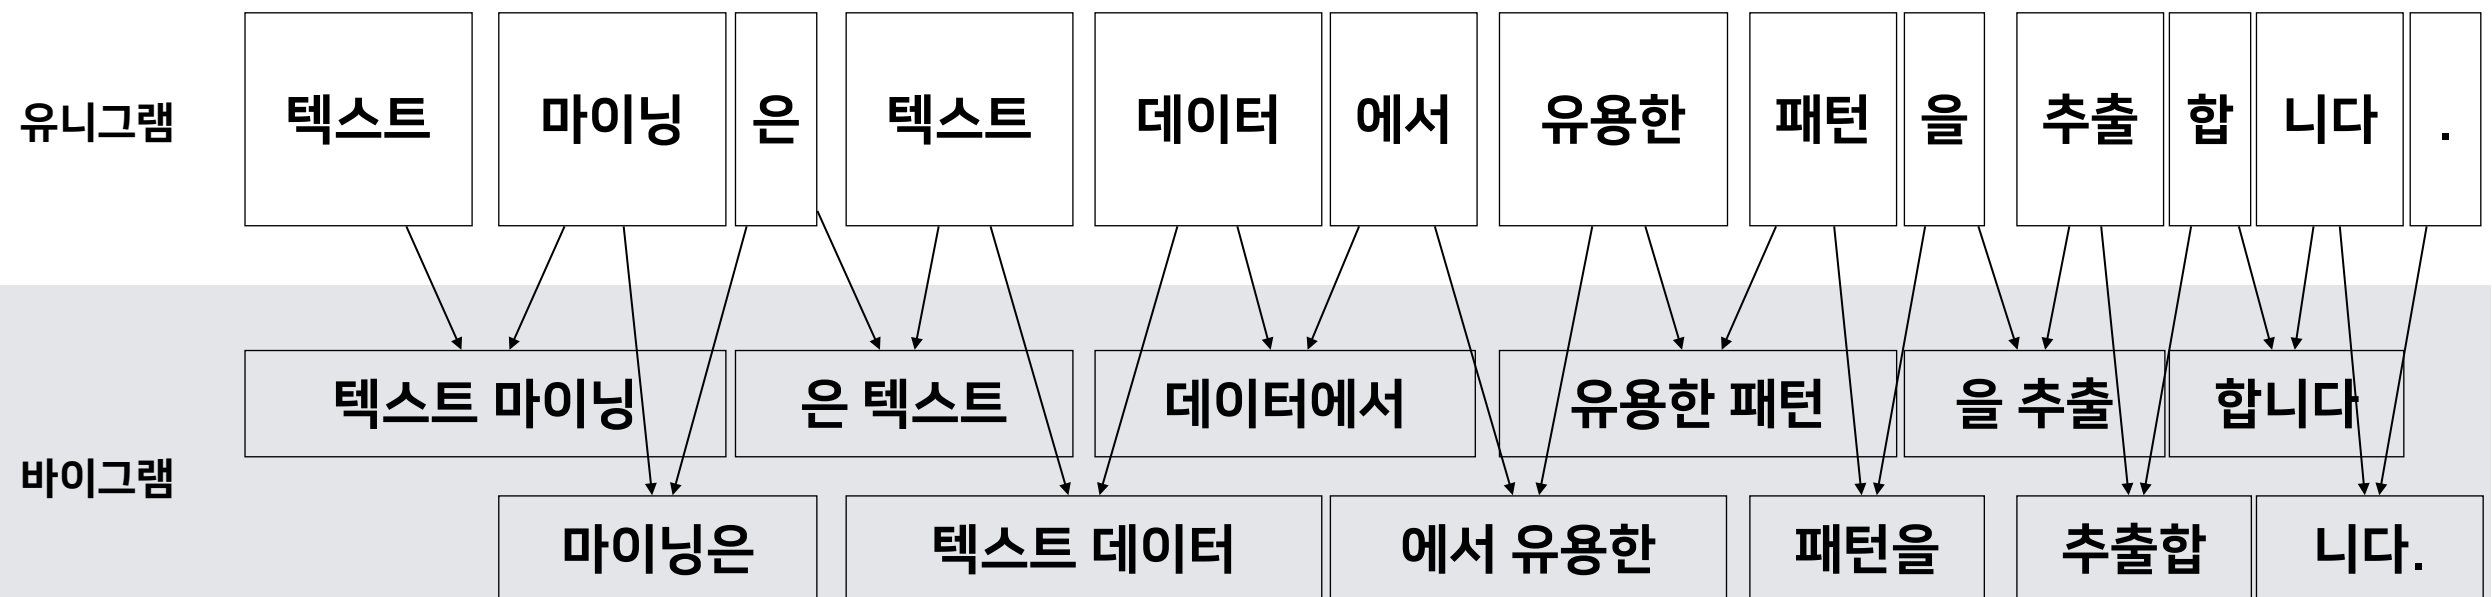 유니그램 텍스트 마이닝 은 텍스트 데이터 에서 유용한 패턴 을 추출 합 니다 .
텍스트 마이닝 은 텍스트 데이터에서 유용한 패턴 을 추출 합니다
바이그램
마이닝은 텍스트 데이터 에서 유용한 패턴을 추출합 니다.